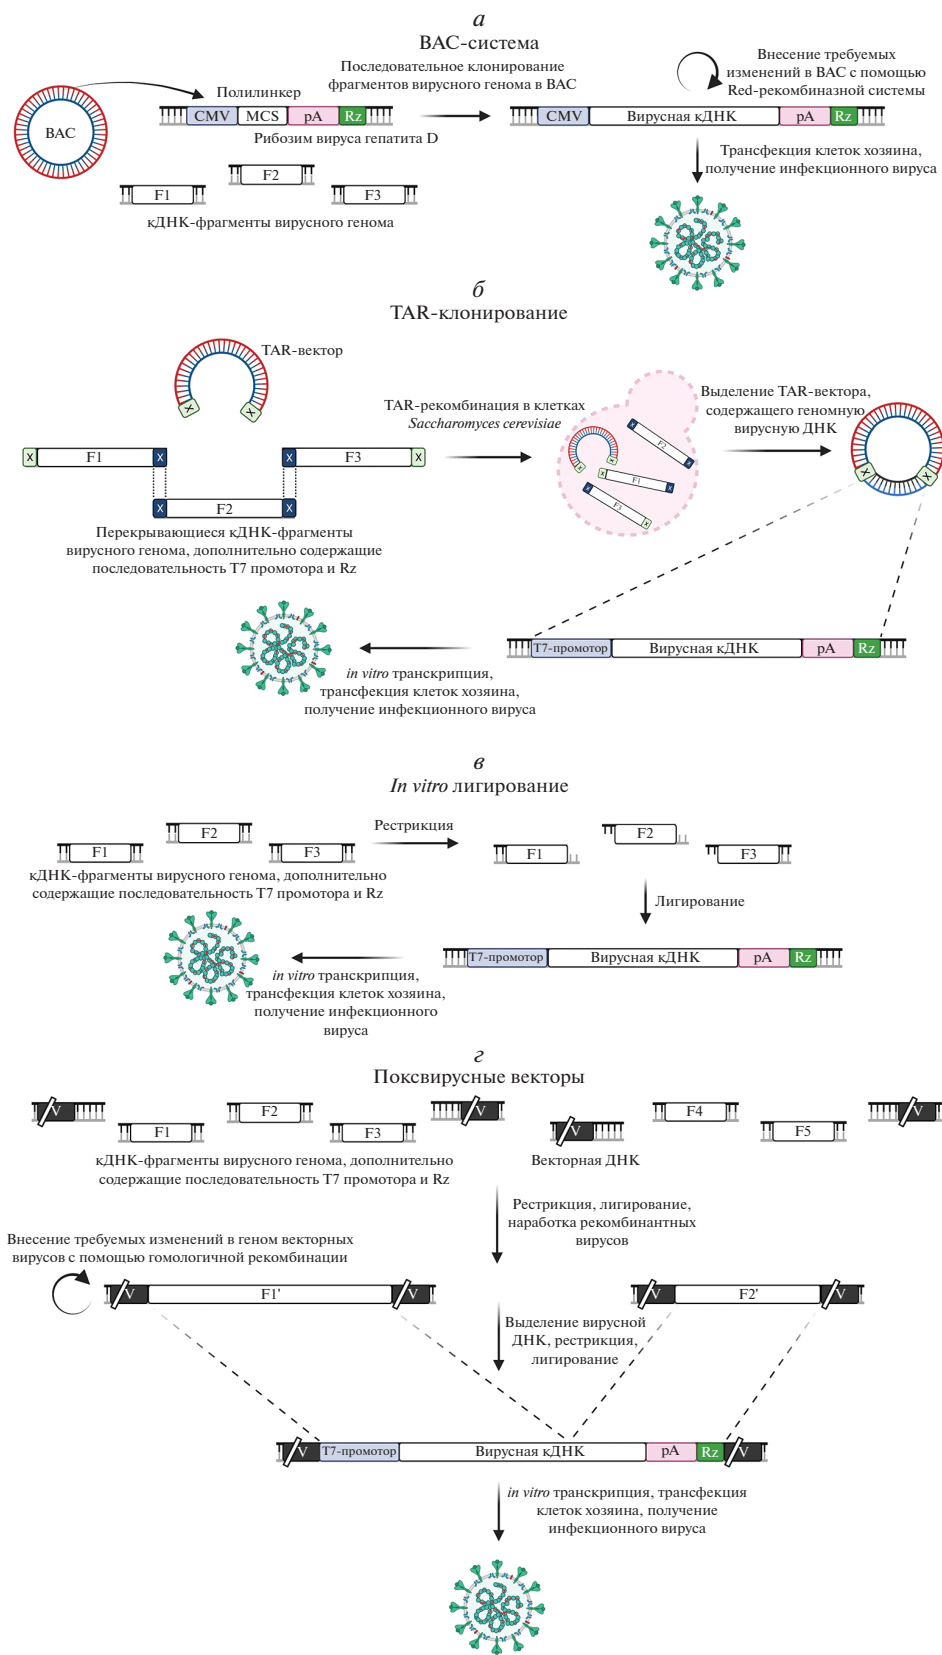 а
BAC-система
Последовательное клонирование
фрагментов вирусного генома в BAC
Внесение требуемых
изменений в BAC с помощью
Red-рекомбиназной системы
BAC
Полилинкер
CMV MCS pA Rz
Рибозим вируса гепатита D
CMV Вирусная кДНК pA Rz
F1
F2
F3
кДНК-фрагменты вирусного генома
Трансфекция клеток хозяина,
получение инфекционного вируса
б
TAR-клонирование
TAR-вектор
X X
X F1 X
X F3 X
X F2 X
Перекрывающиеся кДНК-фрагменты
вирусного генома, дополнительно содержащие
последовательность T7 промотора и Rz
TAR-рекомбинация в клетках
Saccharomyces cerevisiae
X X
X F2 X
X F1 X
X F3 X
Выделение TAR-вектора,
содержащего геномную
вирусную ДНК
X X
T7-промотор Вирусная кДНК pA Rz
in vitro транскрипция,
трансфекция клеток хозяина,
получение инфекционного вируса
в
In vitro лигирование
F1
F2
F3
кДНК-фрагменты вирусного генома, дополнительно
содержащие последовательность T7 промотора и Rz
Рестрикция
F1
F2
F3
Лигирование
T7-промотор Вирусная кДНК pA Rz
in vitro транскрипция,
трансфекция клеток хозяина,
получение инфекционного
вируса
г
Поксвирусные векторы
V
F1
F2
F3
V
V
F4
F5
V
кДНК-фрагменты вирусного генома, дополнительно
содержащие последовательность T7 промотора и Rz
Векторная ДНК
Рестрикция, лигирование,
наработка рекомбинантных
вирусов
Внесение требуемых изменений в геном векторных
вирусов с помощью гомологичной рекомбинации
V F1' V
V F2' V
Выделение вирусной
ДНК, рестрикция,
лигирование
V T7-промотор Вирусная кДНК pA Rz V
in vitro транскрипция, трансфекция
клеток хозяина, получение
инфекционного вируса